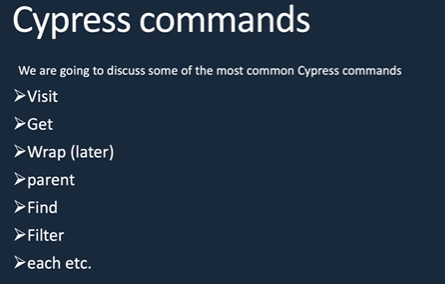 Cypress commands
We are going to discuss some of the most common Cypress commands
➢Visit
➢Get
➢Wrap (later)
➢parent
➢Find
➢Filter
➢each etc.